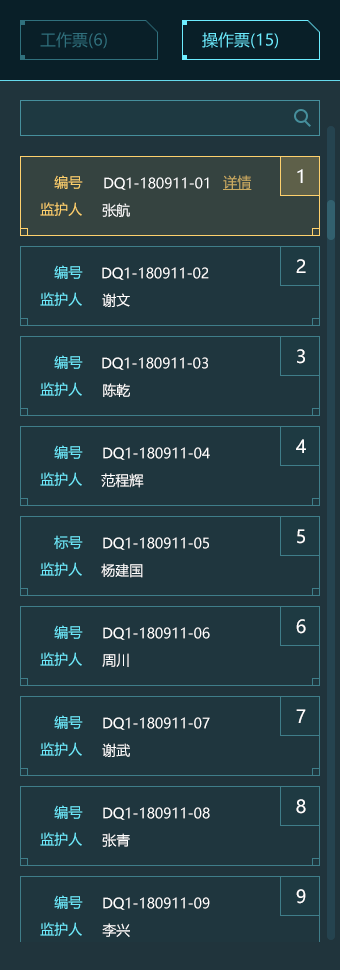 工作票(6) 操作票(15)
编号 DQ1-180911-01 详情 1
监护人 张航
编号 DQ1-180911-02 2
监护人 谢文
编号 DQ1-180911-03 3
监护人 陈乾
编号 DQ1-180911-04 4
监护人 范程辉
标号 DQ1-180911-05 5
监护人 杨建国
编号 DQ1-180911-06 6
监护人 周川
编号 DQ1-180911-07 7
监护人 谢武
编号 DQ1-180911-08 8
监护人 张青
编号 DQ1-180911-09 9
监护人 李兴